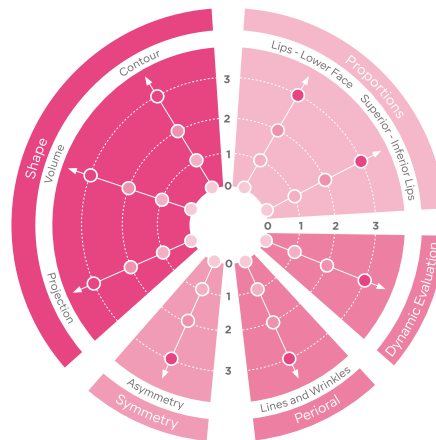 Shape
Contour
Volume
Projection
Proportions
Lips - Lower Face
Superior - Inferior Lips
3
2
1
0
0 1 2 3
0
1
2
3
Dynamic Evaluation
Asymmetry
Symmetry
Lines and Wrinkles
Perioral